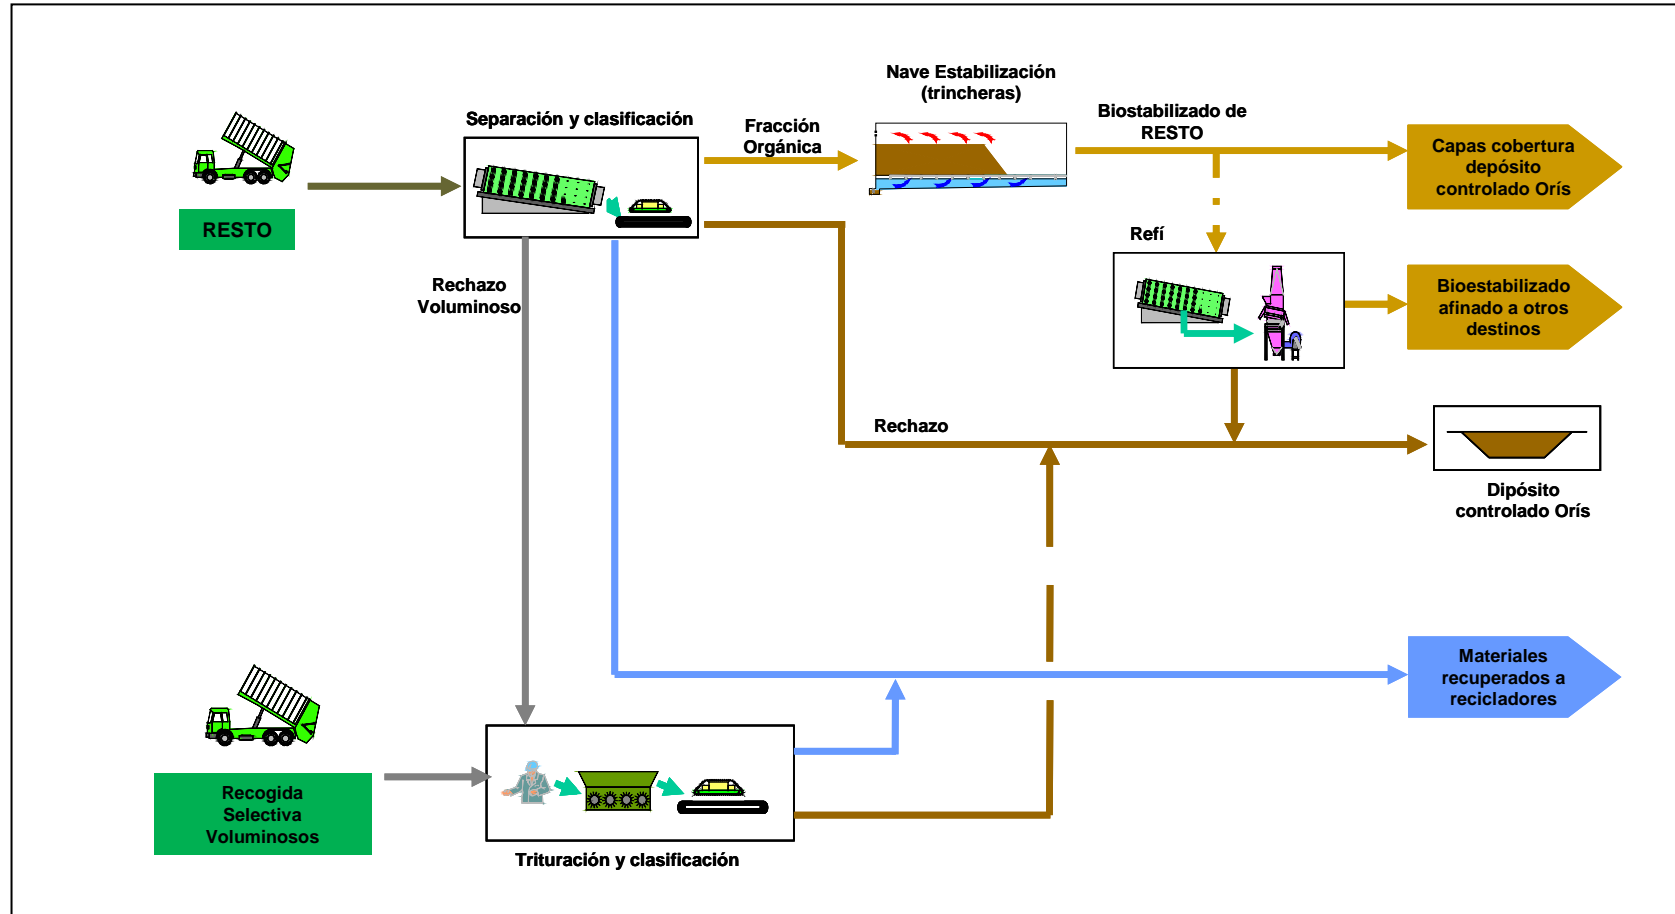 Nave Estabilización
(trincheras)
Separación y clasificación
Fracción
Orgánica
Biostabilizado de
RESTO
Capas cobertura
depósito
controlado Orís
RESTO
Refí
Rechazo
Voluminoso
Bioestabilizado
afinado a otros
destinos
Rechazo
Dipósito
controlado Orís
Materiales
recuperados a
recicladores
Recogida
Selectiva
Voluminosos
Trituración y clasificación